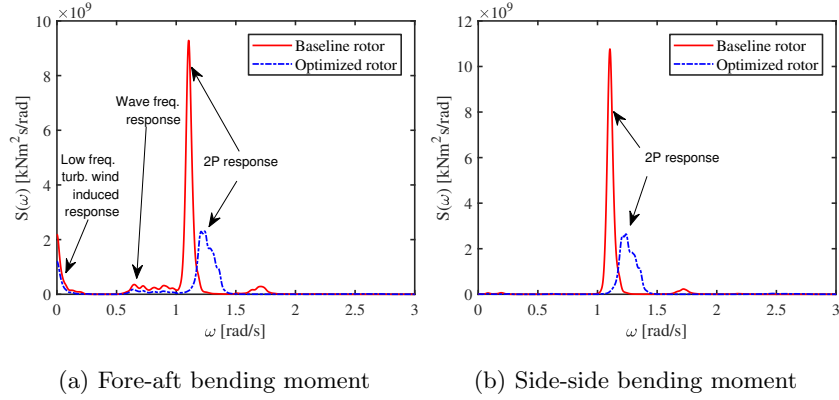 ×10⁹
10
8
6
4
2
0
S(ω) [kNm²s/rad]
0
0.5
1
1.5
2
2.5
3
ω [rad/s]
Baseline rotor
Optimized rotor
Wave freq.
response
2P response
Low freq.
turb. wind
induced
response
(a) Fore-aft bending moment
×10⁹
12
10
8
6
4
2
0
S(ω) [kNm²s/rad]
0
0.5
1
1.5
2
2.5
3
ω [rad/s]
Baseline rotor
Optimized rotor
2P response
(b) Side-side bending moment